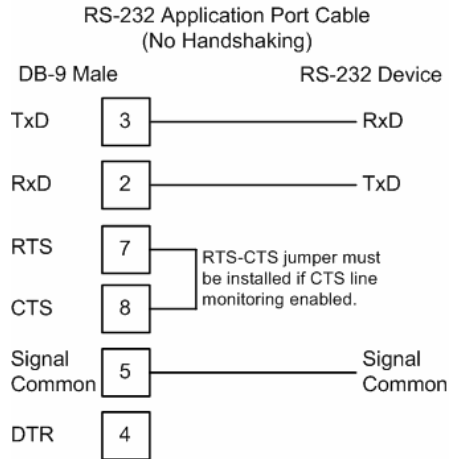 RS-232 Application Port Cable
(No Handshaking)
DB-9 Male RS-232 Device
TxD 3 RxD
RxD 2 TxD
RTS 7
RTS-CTS jumper must
be installed if CTS line
monitoring enabled.
CTS 8
Signal
Common 5 Signal
Common
DTR 4